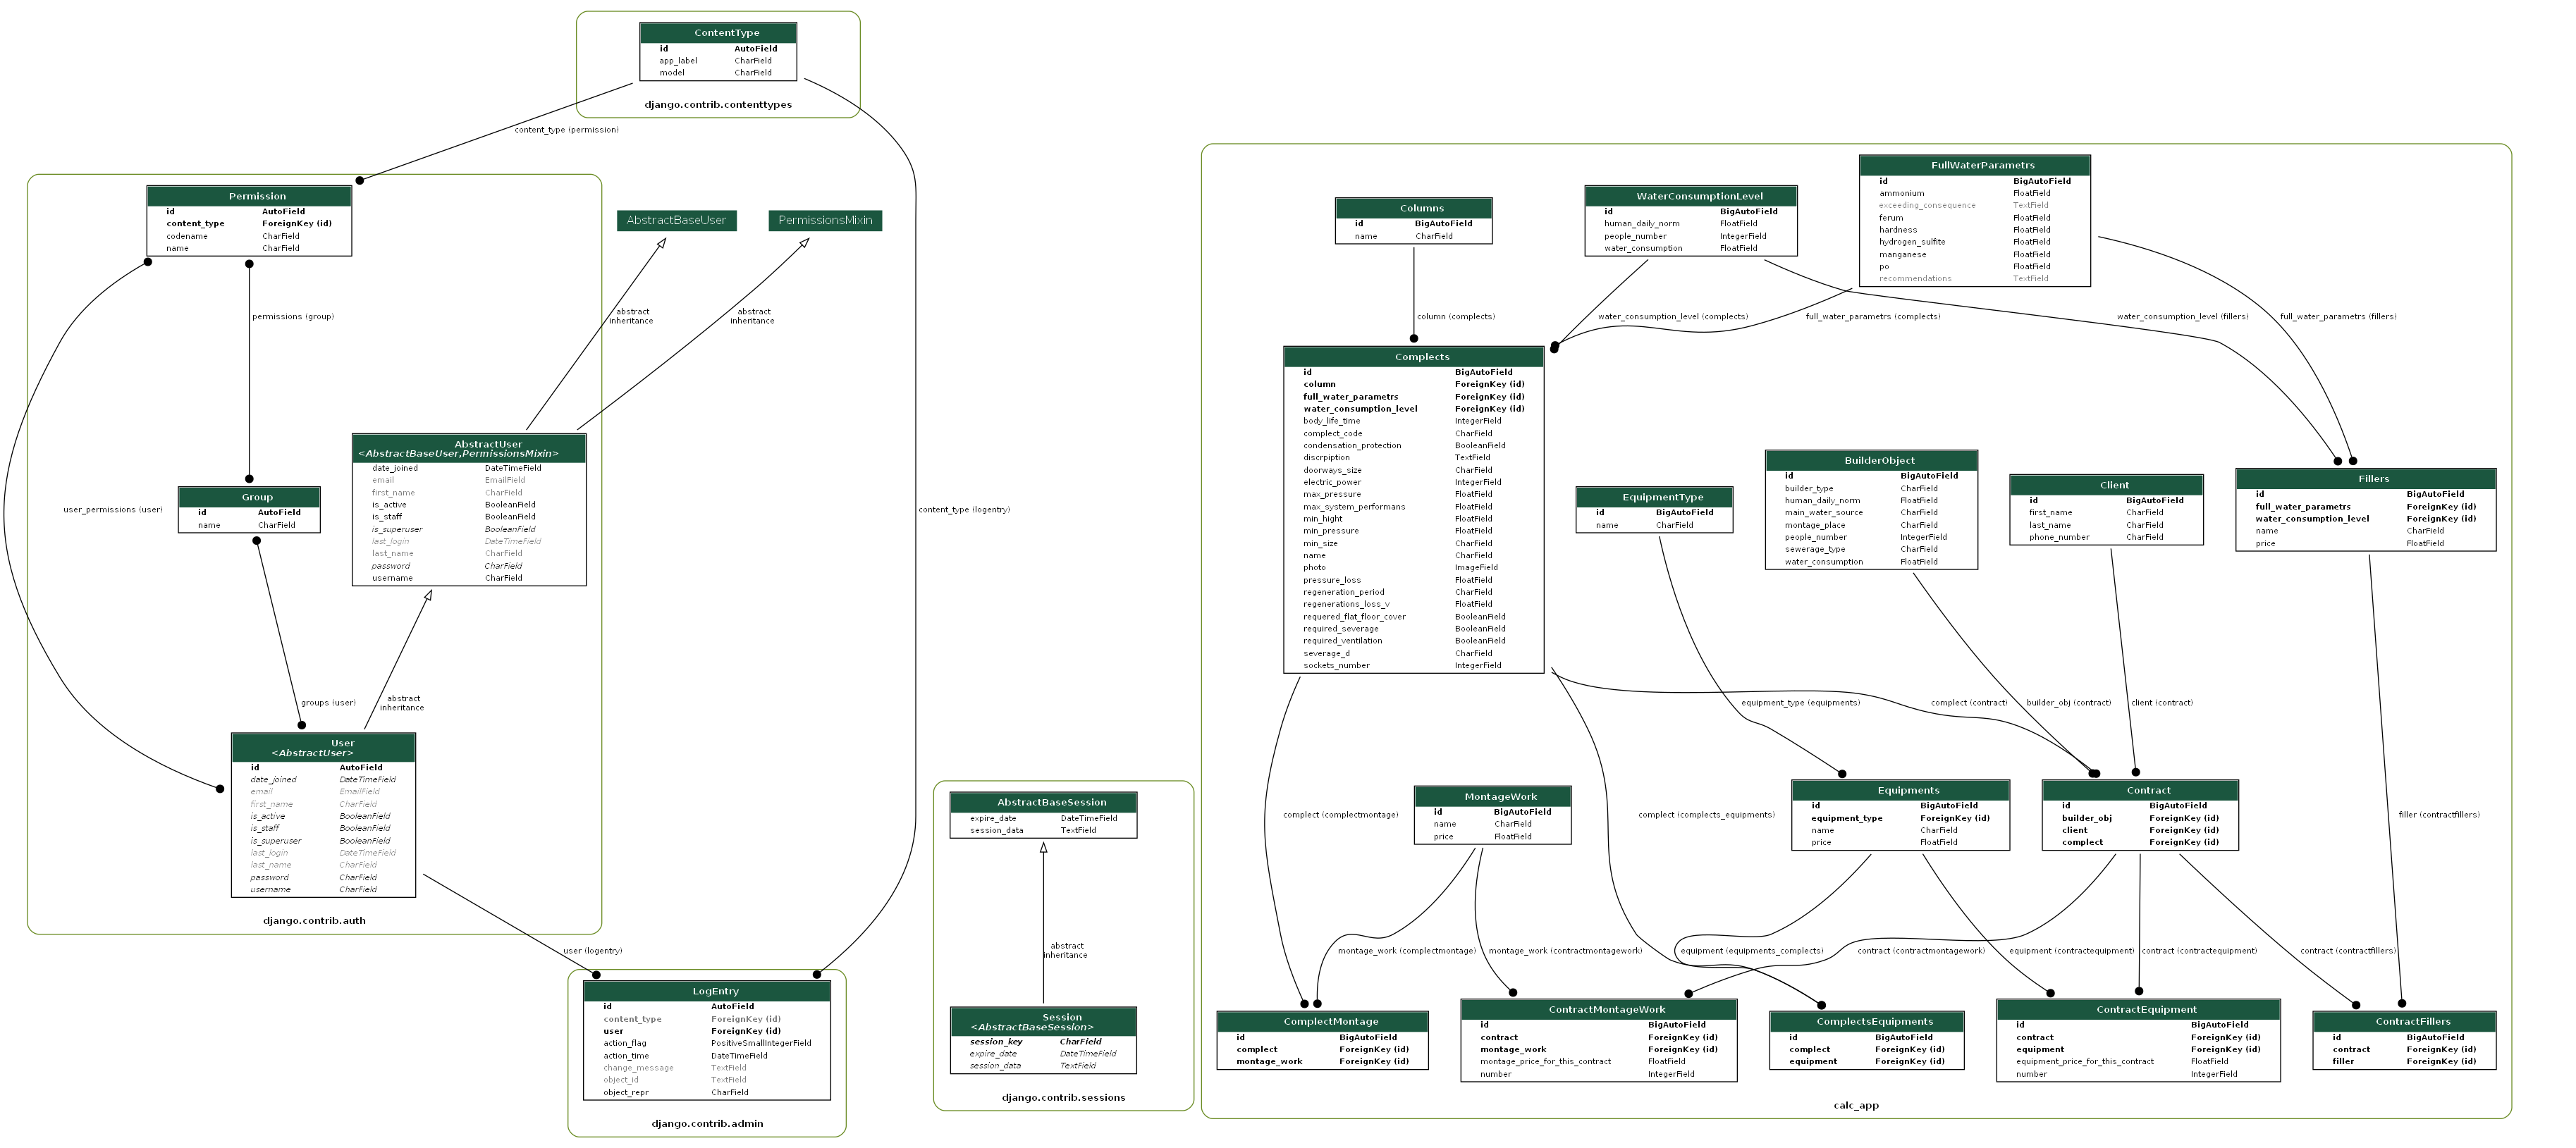 ContentType
id AutoField
app_label CharField
model CharField
django.contrib.contenttypes
content_type (permission)
Permission
id AutoField
content_type ForeignKey (id)
codename CharField
name CharField
AbstractBaseUser
PermissionsMixin
permissions (group)
abstract
inheritance
abstract
inheritance
AbstractUser
<AbstractBaseUser,PermissionsMixin>
date_joined DateTimeField
email EmailField
first_name CharField
is_active BooleanField
is_staff BooleanField
is_superuser BooleanField
last_login DateTimeField
last_name CharField
password CharField
username CharField
Group
id AutoField
name CharField
user_permissions (user)
content_type (logentry)
groups (user)
abstract
inheritance
User
<AbstractUser>
id AutoField
date_joined DateTimeField
email EmailField
first_name CharField
is_active BooleanField
is_staff BooleanField
is_superuser BooleanField
last_login DateTimeField
last_name CharField
password CharField
username CharField
django.contrib.auth
user (logentry)
LogEntry
id AutoField
content_type ForeignKey (id)
user ForeignKey (id)
action_flag PositiveSmallIntegerField
action_time DateTimeField
change_message TextField
object_id TextField
object_repr CharField
django.contrib.admin
AbstractBaseSession
expire_date DateTimeField
session_data TextField
abstract
inheritance
Session
<AbstractBaseSession>
session_key CharField
expire_date DateTimeField
session_data TextField
django.contrib.sessions
Columns
id BigAutoField
name CharField
WaterConsumptionLevel
id BigAutoField
human_daily_norm FloatField
people_number IntegerField
water_consumption FloatField
FullWaterParametrs
id BigAutoField
ammonium FloatField
exceeding_consequence TextField
ferum FloatField
hardness FloatField
hydrogen_sulfite FloatField
manganese FloatField
po FloatField
recommendations TextField
column (complects)
water_consumption_level (complects)
full_water_parametrs (complects)
water_consumption_level (fillers)
full_water_parametrs (fillers)
Complects
id BigAutoField
column ForeignKey (id)
full_water_parametrs ForeignKey (id)
water_consumption_level ForeignKey (id)
body_life_time IntegerField
complect_code CharField
condensation_protection BooleanField
discrpiption TextField
doorways_size CharField
electric_power IntegerField
max_pressure FloatField
max_system_performans FloatField
min_hight FloatField
min_pressure FloatField
min_size CharField
name CharField
photo ImageField
pressure_loss FloatField
regeneration_period CharField
regenerations_loss_v FloatField
requered_flat_floor_cover BooleanField
required_severage BooleanField
required_ventilation BooleanField
severage_d CharField
sockets_number IntegerField
EquipmentType
id BigAutoField
name CharField
BuilderObject
id BigAutoField
builder_type CharField
human_daily_norm FloatField
main_water_source CharField
montage_place CharField
people_number IntegerField
sewerage_type CharField
water_consumption FloatField
Client
id BigAutoField
first_name CharField
last_name CharField
phone_number CharField
Fillers
id BigAutoField
full_water_parametrs ForeignKey (id)
water_consumption_level ForeignKey (id)
name CharField
price FloatField
equipment_type (equipments)
complect (contract)
builder_obj (contract)
client (contract)
complect (complectmontage)
MontageWork
id BigAutoField
name CharField
price FloatField
complect (complects_equipments)
Equipments
id BigAutoField
equipment_type ForeignKey (id)
name CharField
price FloatField
Contract
id BigAutoField
builder_obj ForeignKey (id)
client ForeignKey (id)
complect ForeignKey (id)
filler (contractfillers)
montage_work (complectmontage)
montage_work (contractmontagework)
equipment (equipments_complects)
contract (contractmontagework)
equipment (contractequipment)
contract (contractequipment)
contract (contractfillers)
ComplectMontage
id BigAutoField
complect ForeignKey (id)
montage_work ForeignKey (id)
ContractMontageWork
id BigAutoField
contract ForeignKey (id)
montage_work ForeignKey (id)
montage_price_for_this_contract FloatField
number IntegerField
ComplectsEquipments
id BigAutoField
complect ForeignKey (id)
equipment ForeignKey (id)
ContractEquipment
id BigAutoField
contract ForeignKey (id)
equipment ForeignKey (id)
equipment_price_for_this_contract FloatField
number IntegerField
ContractFillers
id BigAutoField
contract ForeignKey (id)
filler ForeignKey (id)
calc_app